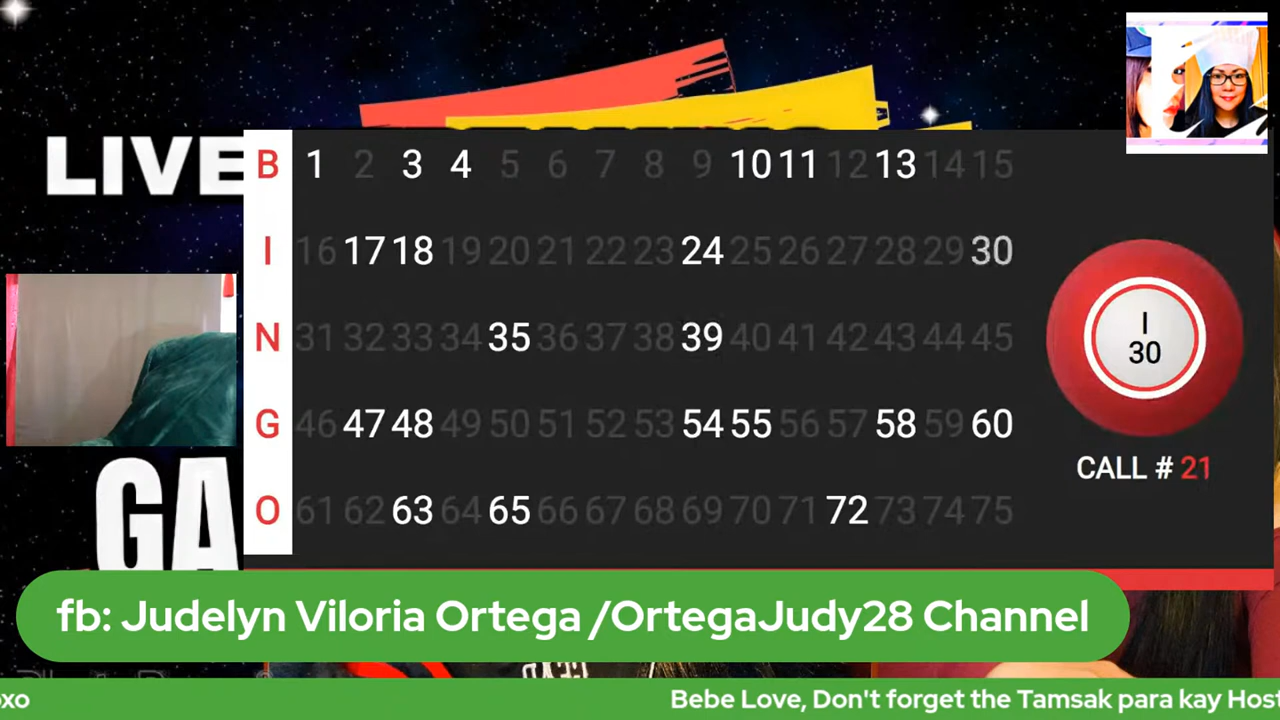 LIVE
B 1 2 3 4 5 6 7 8 9 10 11 12 13 14 15
I 16 17 18 19 20 21 22 23 24 25 26 27 28 29 30
N 31 32 33 34 35 36 37 38 39 40 41 42 43 44 45
G 46 47 48 49 50 51 52 53 54 55 56 57 58 59 60
O 61 62 63 64 65 66 67 68 69 70 71 72 73 74 75
I
30
CALL # 21
GA
fb: Judelyn Viloria Ortega /OrtegaJudy28 Channel
oxo
Bebe Love, Don't forget the Tamsak para kay Host